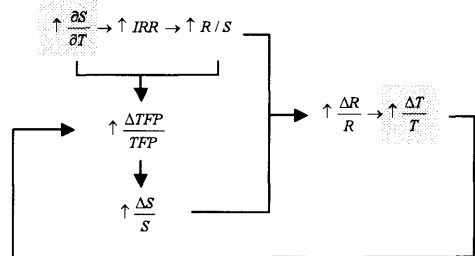 ↑ ∂S/∂T → ↑ IRR → ↑ R / S
↑ ΔR/R → ↑ ΔT/T
↑ ΔTFP/TFP
↑ ΔS/S